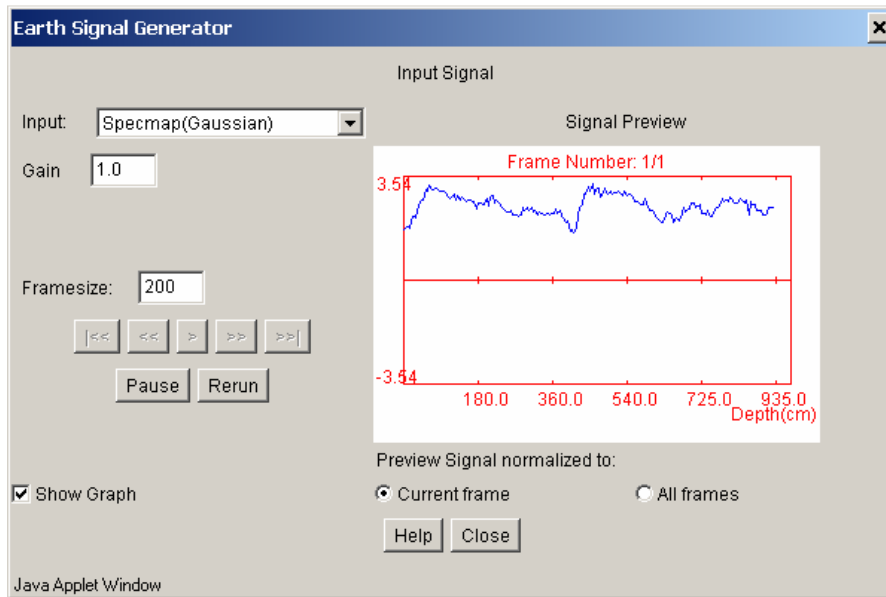 Earth Signal Generator
Input Signal
Input: Specmap(Gaussian)
Signal Preview
Gain 1.0
Frame Number: 1/1
3.54
-3.54
180.0 360.0 540.0 725.0 935.0
Depth(cm)
Framesize: 200
|<< << > >> >>|
Pause Rerun
Preview Signal normalized to:
Show Graph
Current frame All frames
Help Close
Java Applet Window